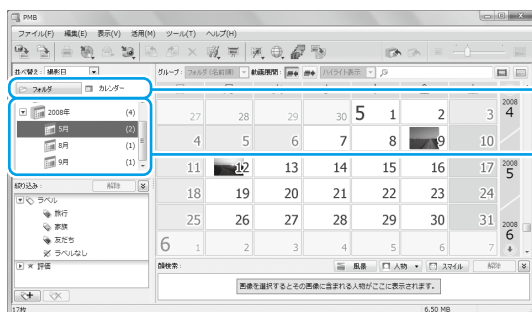 PMB
ファイル(F) 編集(E) 表示(V) 活用(M) ツール(T) ヘルプ(H)
並べ替え: 撮影日
グループ: フォルダ(名前順) 動画展開: ハイライト表示
フォルダ カレンダー
2008年 (4)
5月 (2)
8月 (1)
9月 (1)
絞り込み: 解除
ラベル
旅行
家族
友だち
ラベルなし
評価
27 28 29 30 5 1 2 3 2008 4
4 5 6 7 8 9 10
11 12 13 14 15 16 17 2008 5
18 19 20 21 22 23 24
25 26 27 28 29 30 31 2008 6
6 1 2 3 4 5 6 7
顔検索: 風景 人物 スマイル 解除
画像を選択するとその画像に含まれる人物がここに表示されます。
17枚 6.50 MB